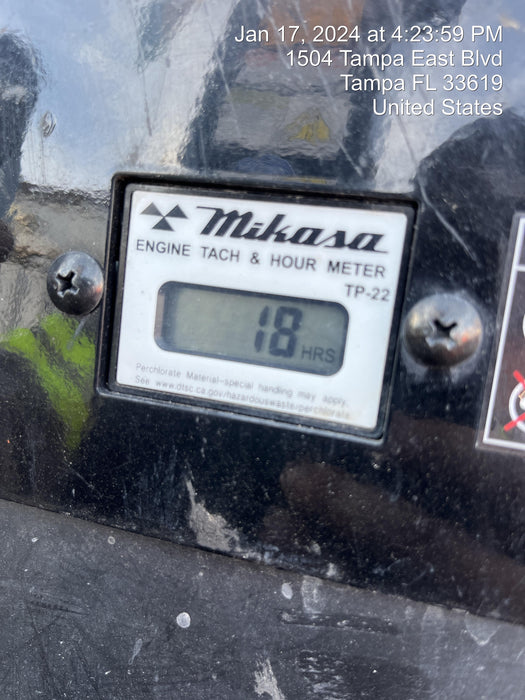 Jan 17, 2024 at 4:23:59 PM
1504 Tampa East Blvd
Tampa FL 33619
United States
Mikasa
ENGINE TACH & HOUR METER
TP-22
18 HRS
Perchlorate Material-special handling may apply.
See www.dtsc.ca.gov/hazardouswaste/perchlorate